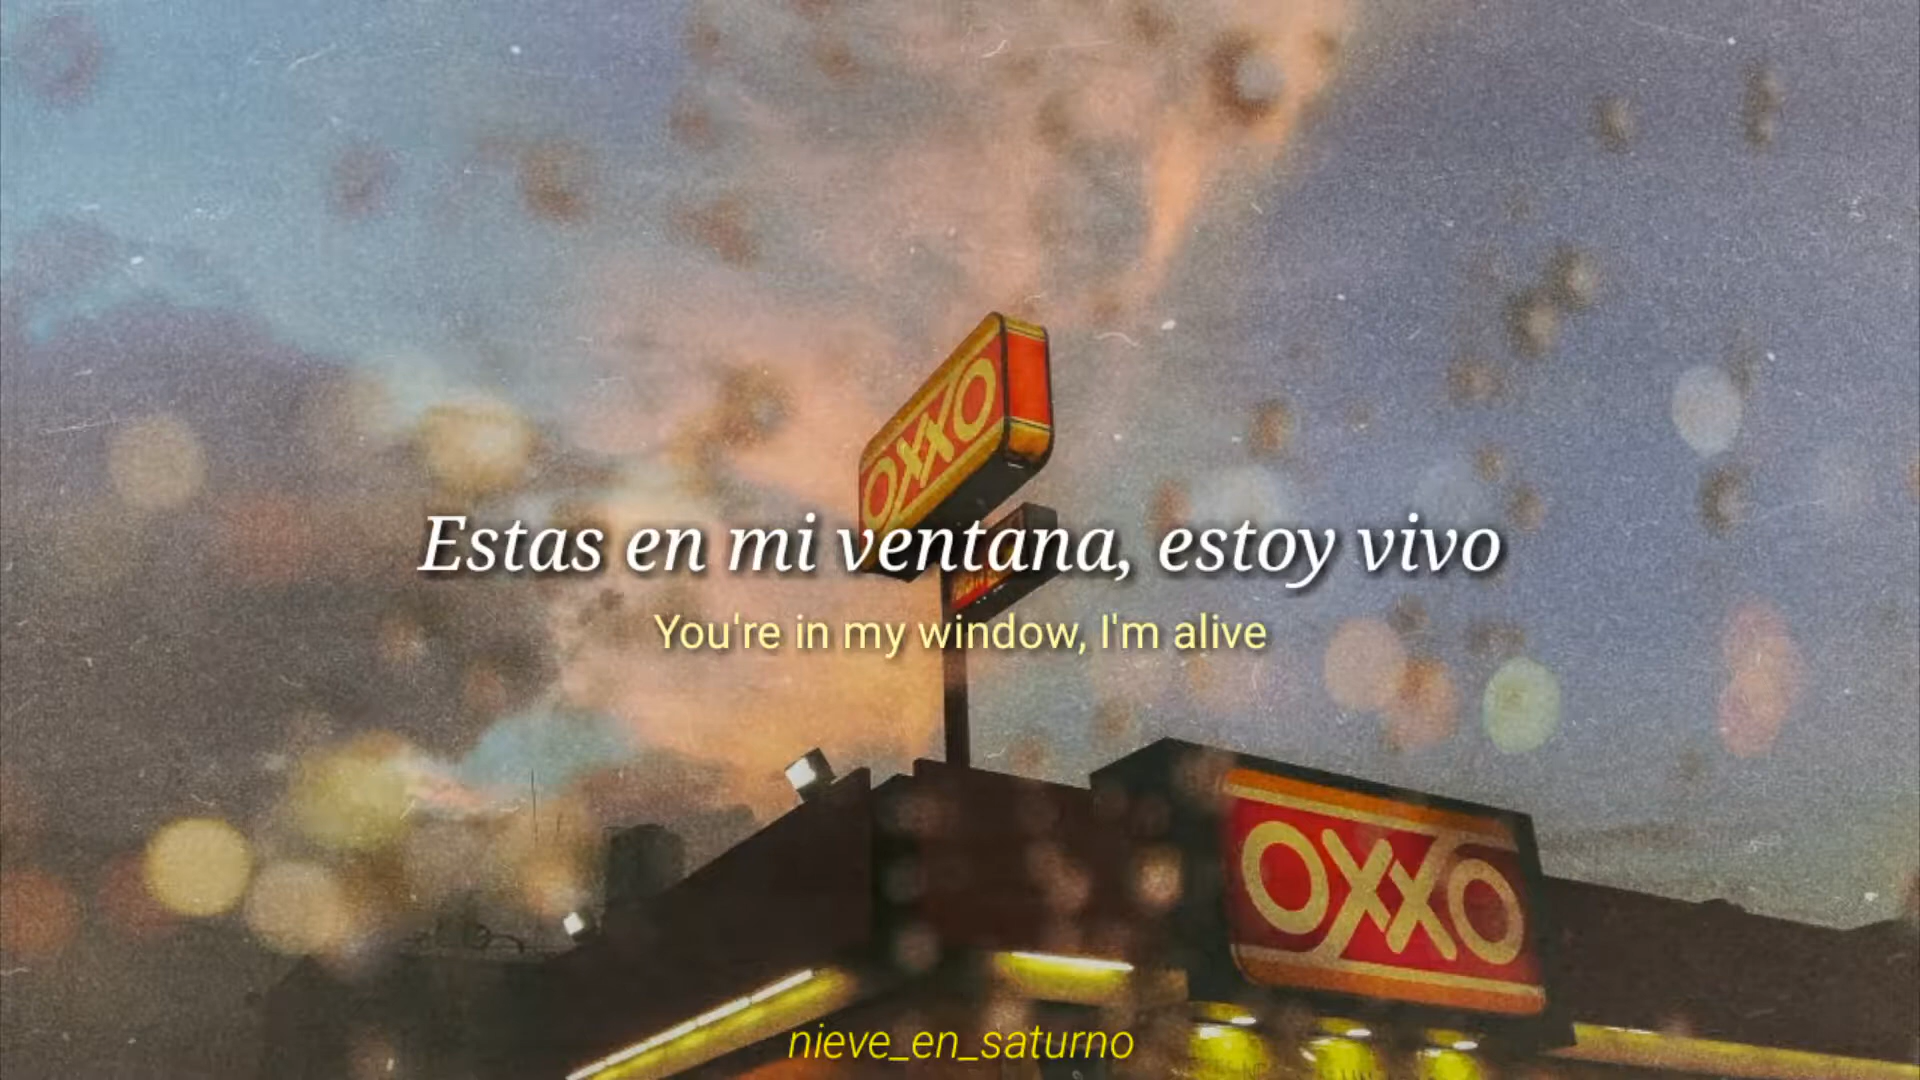 OXXO
Estas en mi ventana, estoy vivo
You're in my window, I'm alive
OXXO
nieve_en_saturno